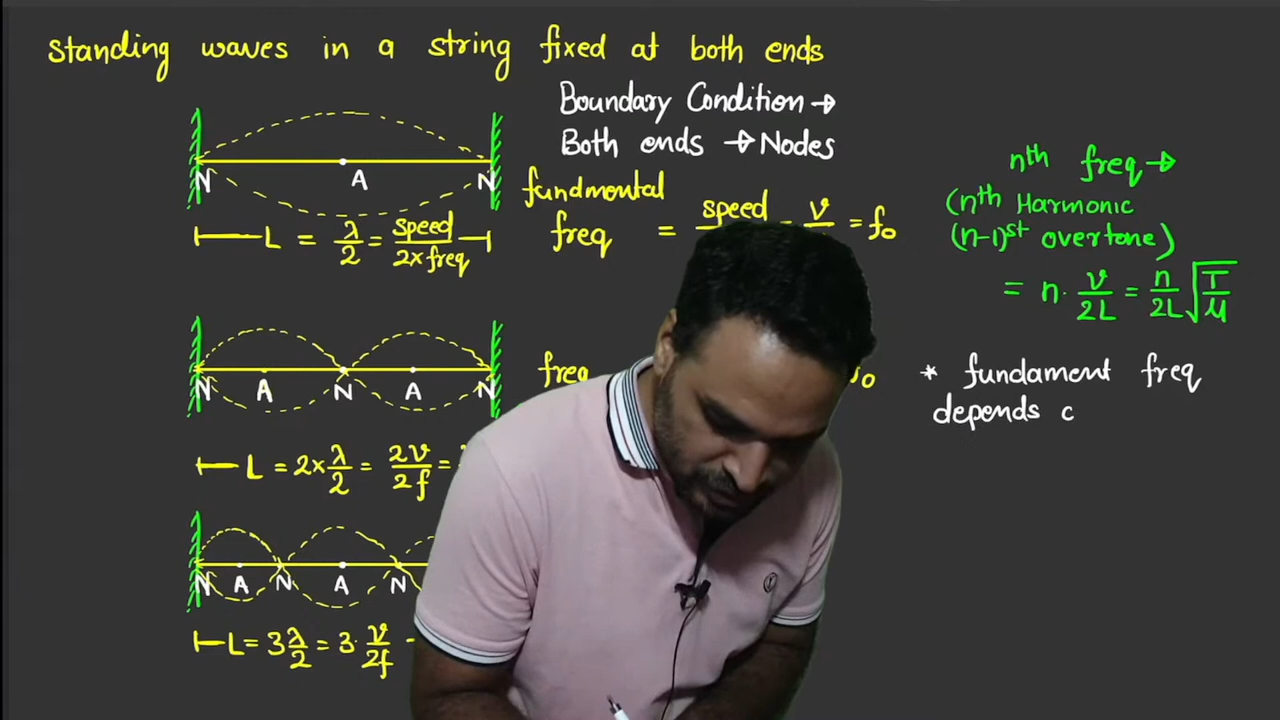 standing waves in a string fixed at both ends
Boundary Condition →
Both ends → Nodes
N A N
L = λ/2 = speed/2×freq
fundmental
freq = speed = v = f₀
N A N A N
freq
f₀
L = 2×λ/2 = 2v/2f =
N A N A N
L = 3λ/2 = 3·v/2f
nth freq →
(nth Harmonic
(n-1)st overtone)
= n·v/2L = n/2L √T/μ
* fundament freq
depends c